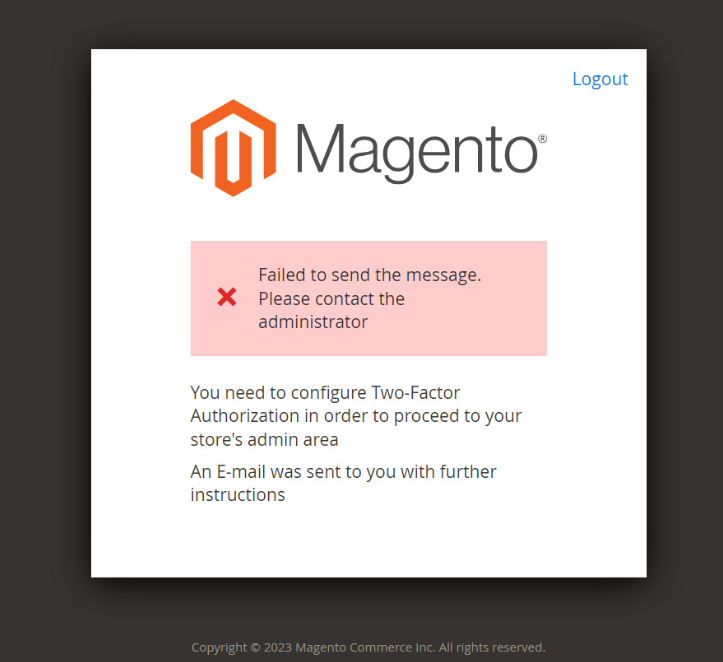 Logout
Magento®
Failed to send the message.
Please contact the
administrator
You need to configure Two-Factor
Authorization in order to proceed to your
store's admin area
An E-mail was sent to you with further
instructions
Copyright © 2023 Magento Commerce Inc. All rights reserved.